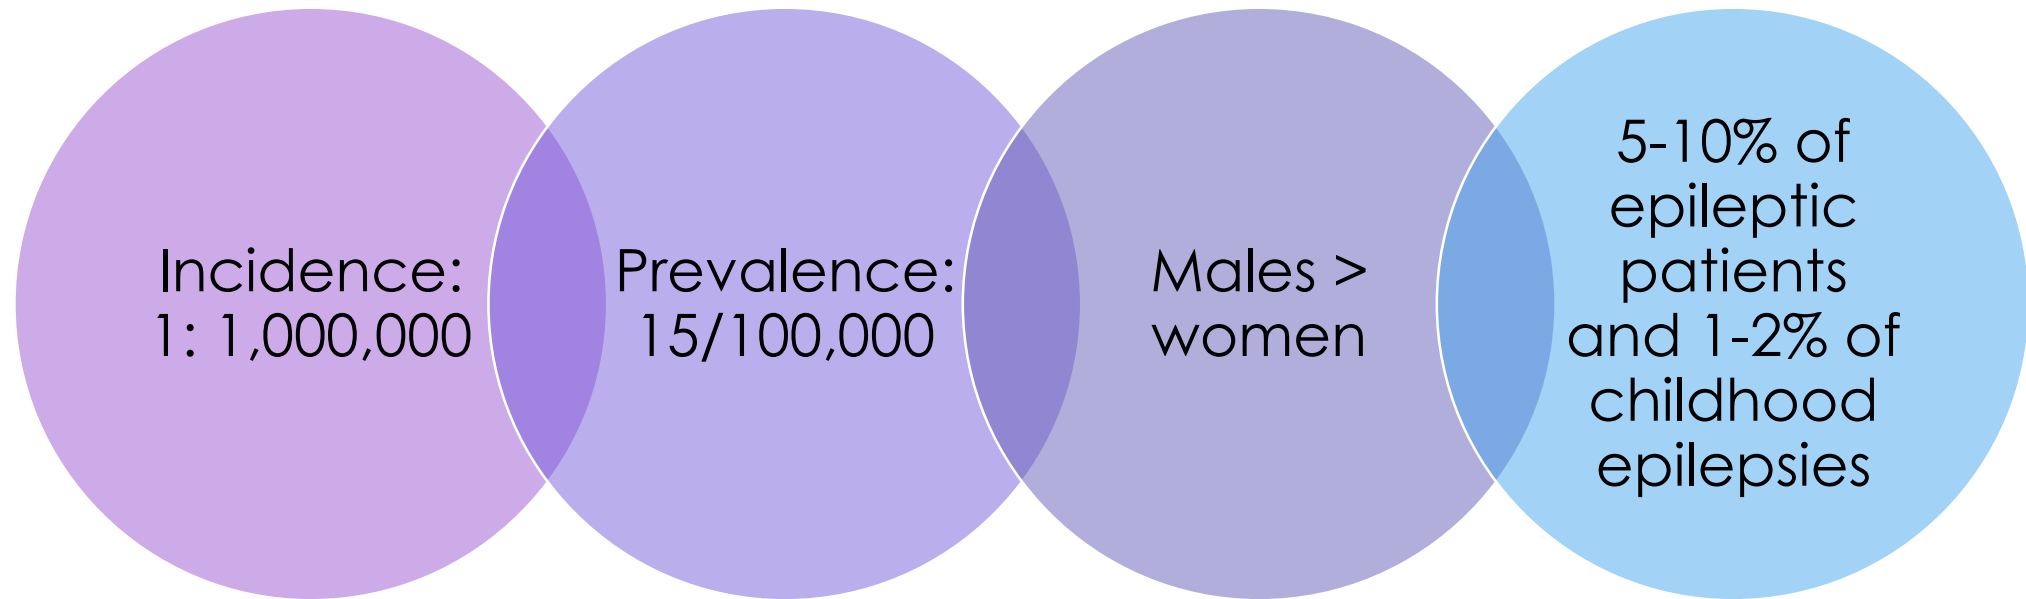 Incidence:
1: 1,000,000
Prevalence:
15/100,000
Males >
women
5-10% of
epileptic
patients
and 1-2% of
childhood
epilepsies